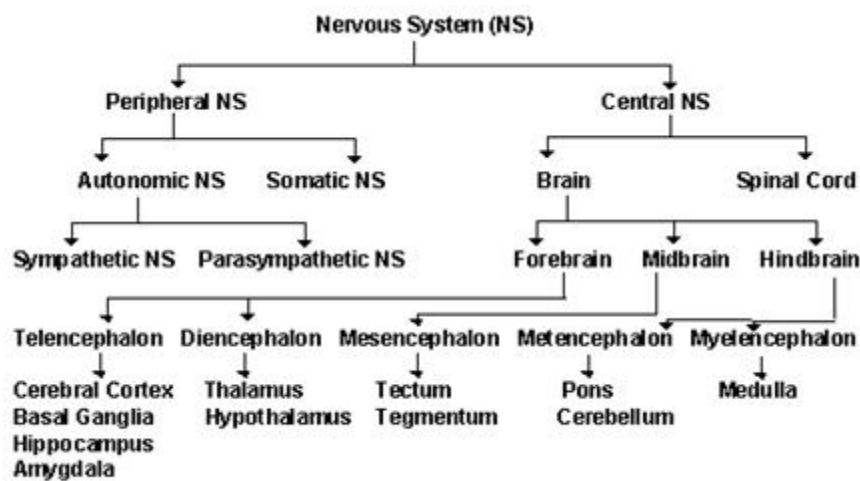 Nervous System (NS)
Peripheral NS Central NS
Autonomic NS Somatic NS Brain Spinal Cord
Sympathetic NS Parasympathetic NS Forebrain Midbrain Hindbrain
Telencephalon Diencephalon Mesencephalon Metencephalon Myelencephalon
Cerebral Cortex Thalamus Tectum Pons Medulla
Basal Ganglia Hypothalamus Tegmentum Cerebellum
Hippocampus
Amygdala